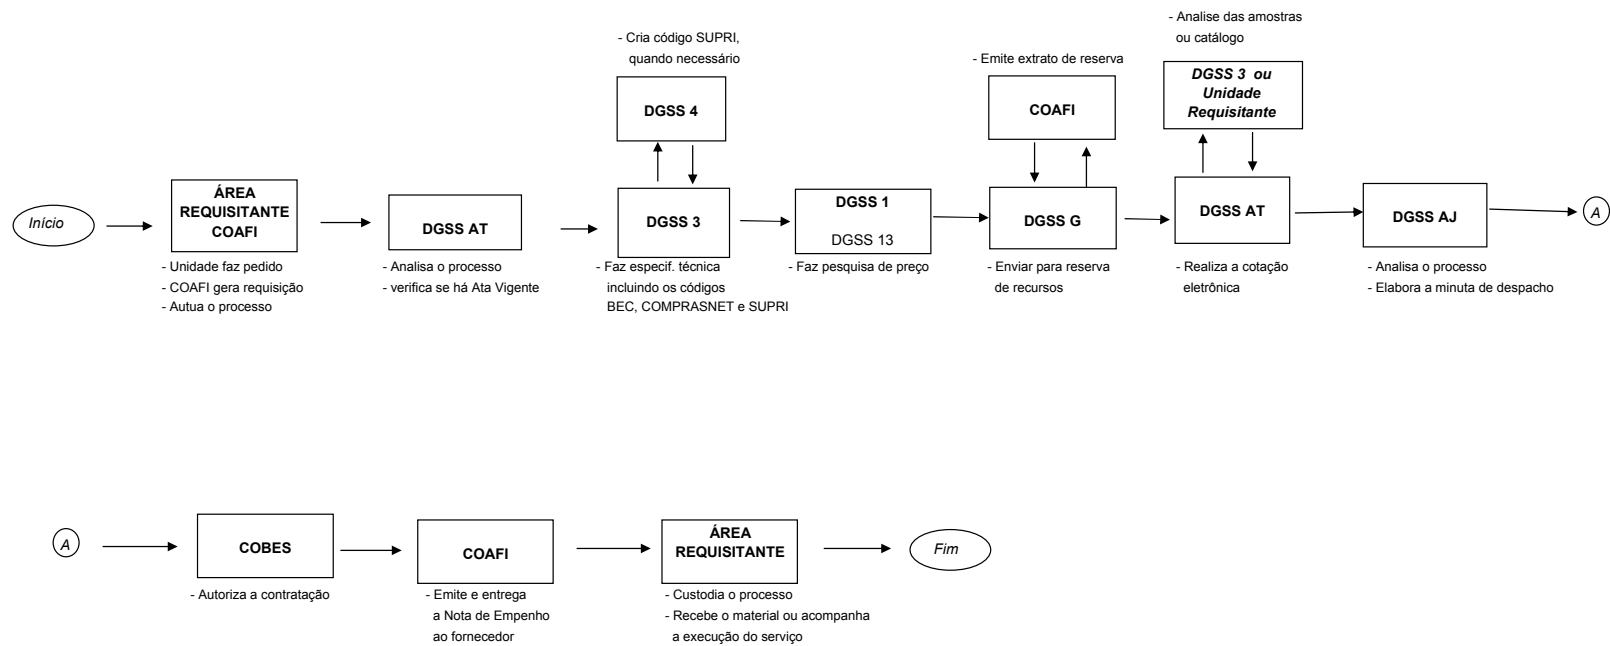 - Cria código SUPRI,
quando necessário
DGSS 4
- Emite extrato de reserva
COAFI
- Analise das amostras
ou catálogo
DGSS 3 ou
Unidade
Requisitante
Início
ÁREA
REQUISITANTE
COAFI
- Unidade faz pedido
- COAFI gera requisição
- Autua o processo
DGSS AT
- Analisa o processo
- verifica se há Ata Vigente
DGSS 3
- Faz especif. técnica
incluindo os códigos
BEC, COMPRASNET e SUPRI
DGSS 1
DGSS 13
- Faz pesquisa de preço
DGSS G
- Enviar para reserva
de recursos
DGSS AT
- Realiza a cotação
eletrônica
DGSS AJ
- Analisa o processo
- Elabora a minuta de despacho
A
A
COBES
- Autoriza a contratação
COAFI
- Emite e entrega
a Nota de Empenho
ao fornecedor
ÁREA
REQUISITANTE
- Custodia o processo
- Recebe o material ou acompanha
a execução do serviço
Fim